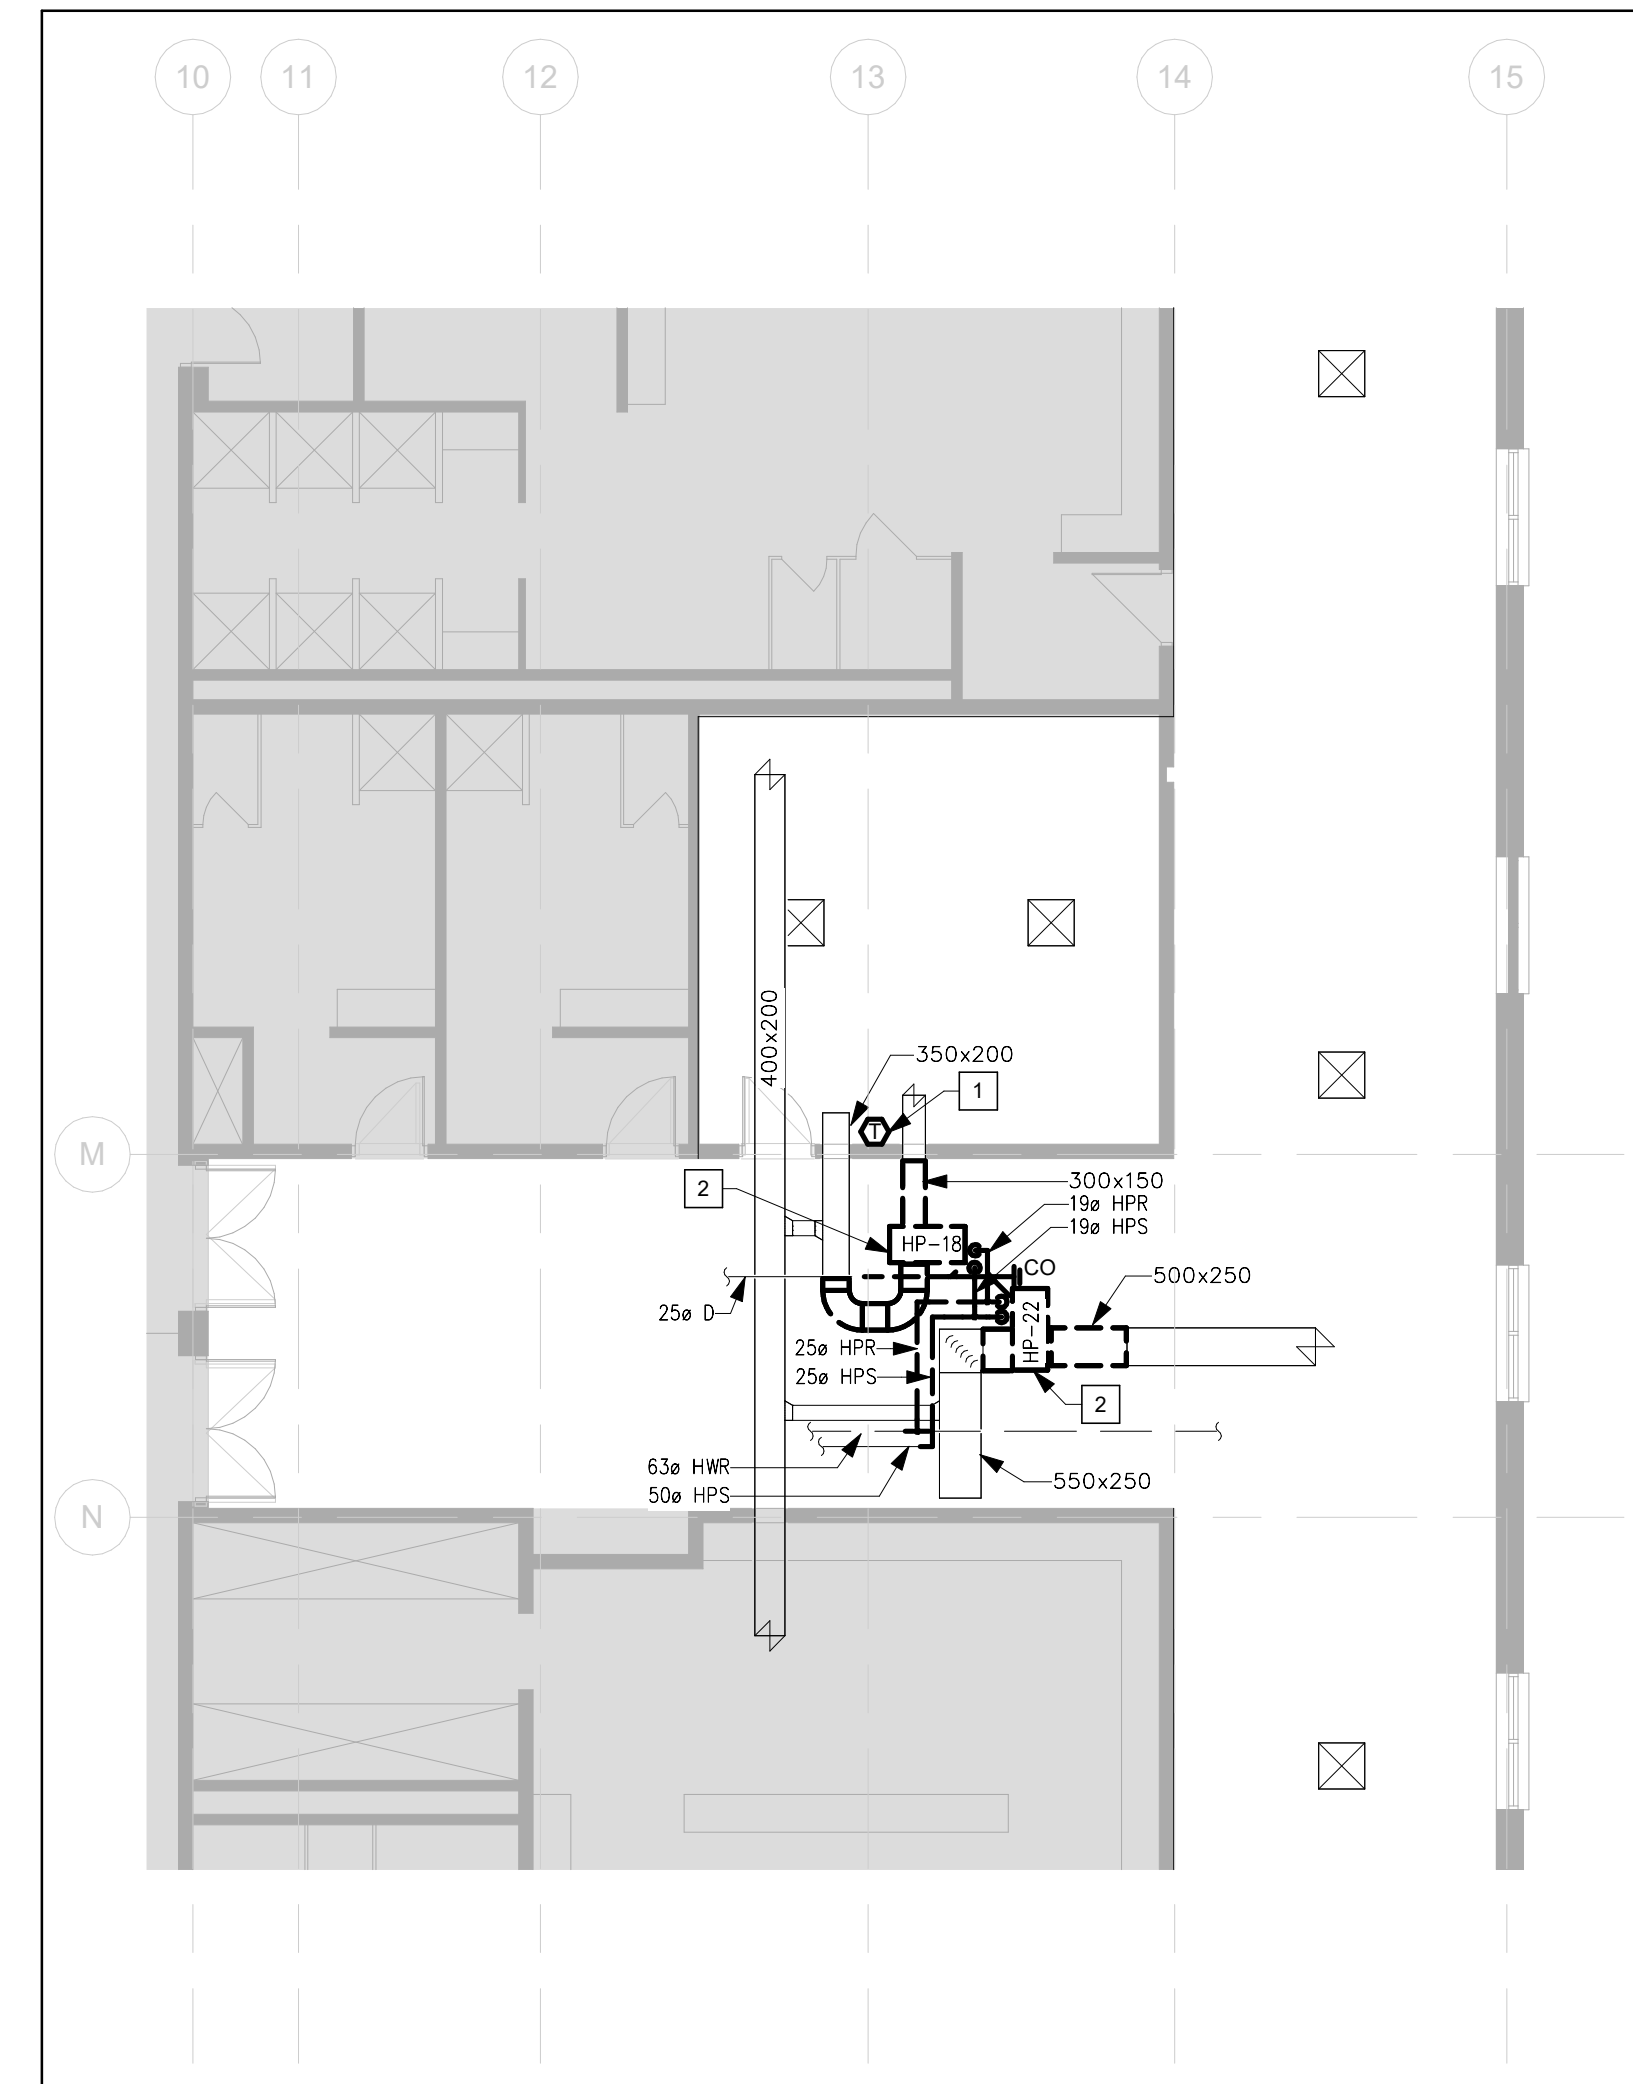 10
11
12
13
14
15
400x200
350x200
1
T
M
300x150
2
19ø HPR
19ø HPS
HP-18
CO
500x250
25ø D
HP-22
25ø HPR
25ø HPS
2
63ø HWR
50ø HPS
550x250
N